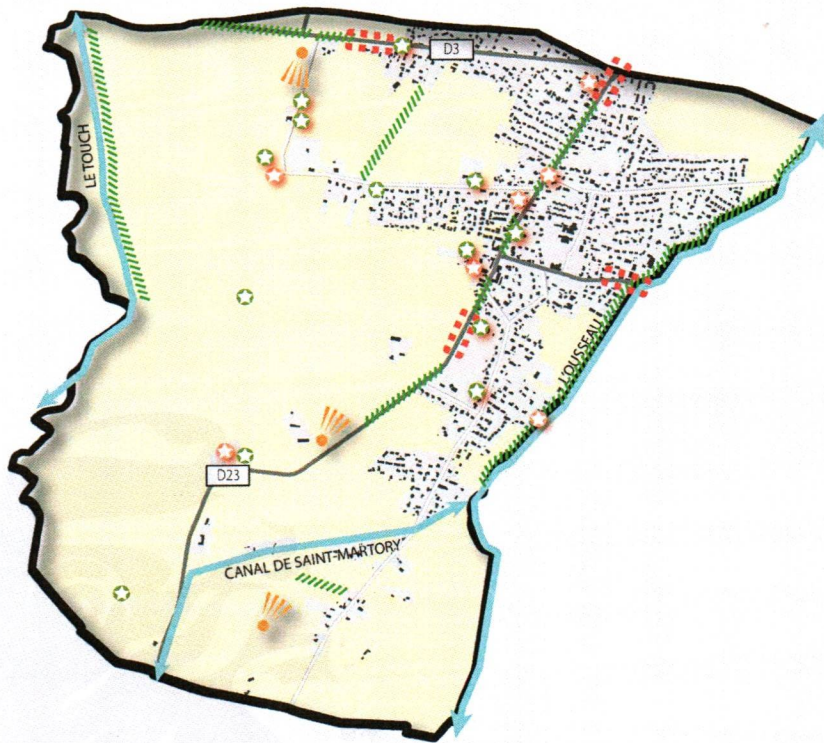 D3
LE TOUCH
L'OUSSEAU
D23
CANAL DE SAINT-MARTORY